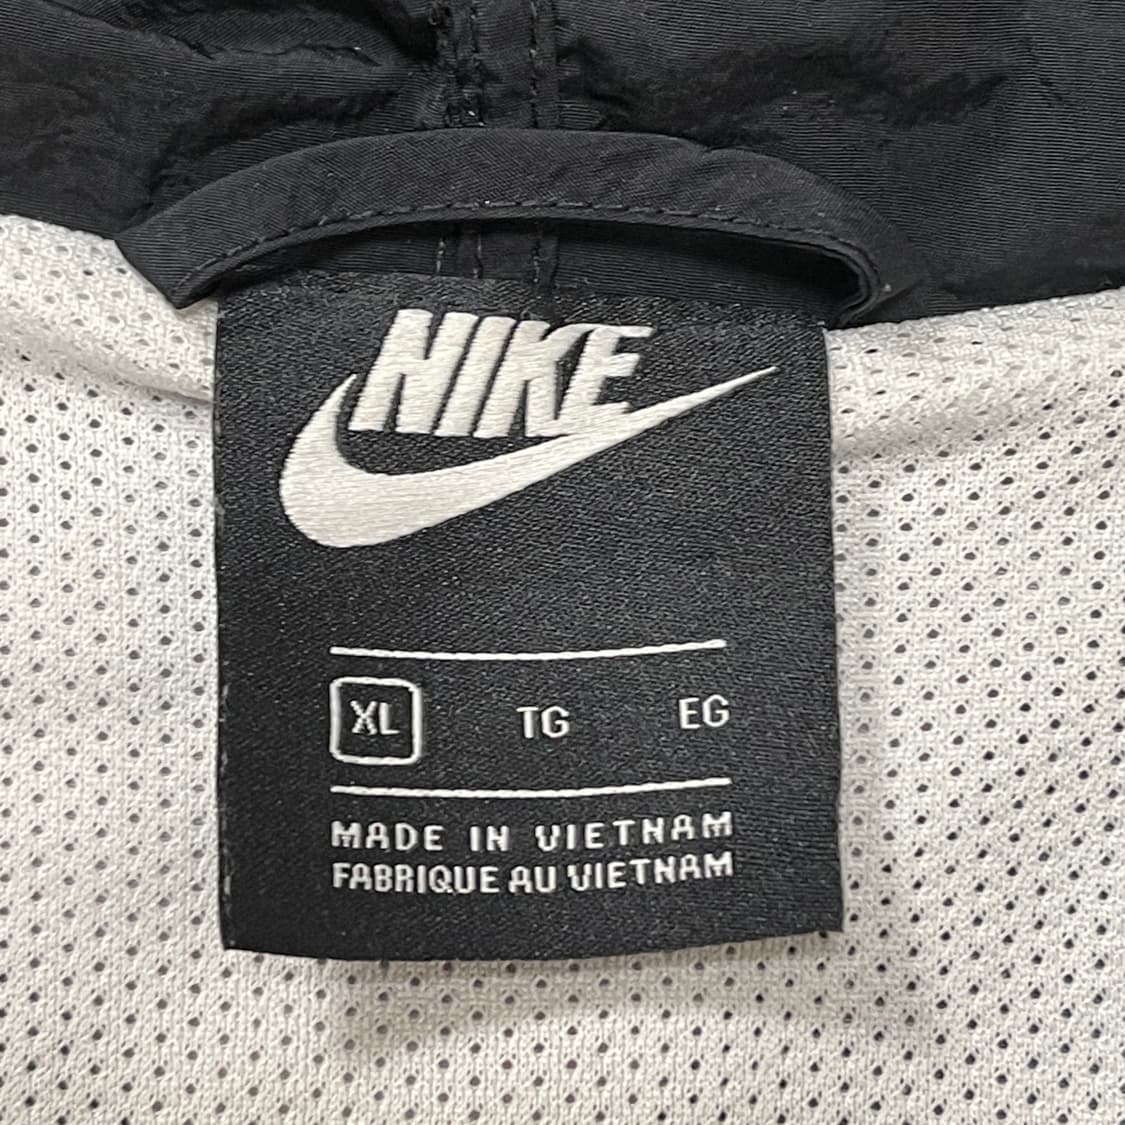 NIKE
XL TG EG
MADE IN VIETNAM
FABRIQUE AU VIETNAM